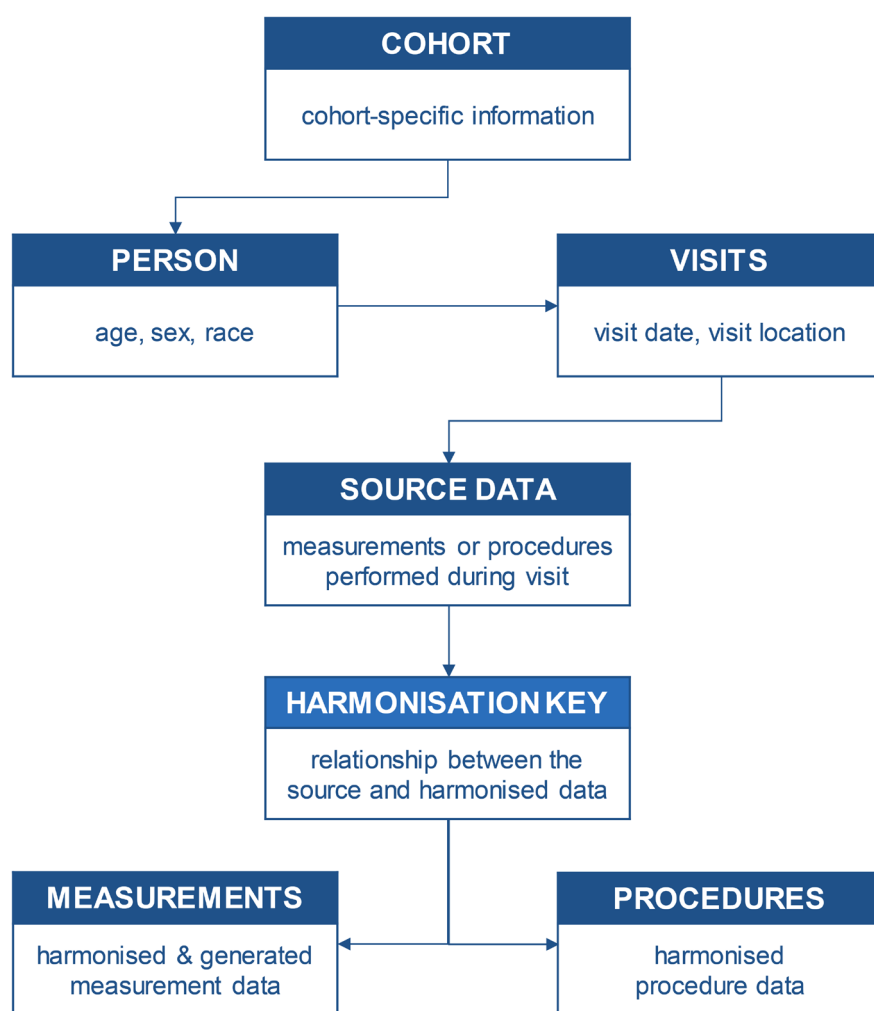 COHORT
cohort-specific information
PERSON
age, sex, race
VISITS
visit date, visit location
SOURCE DATA
measurements or procedures
performed during visit
HARMONISATION KEY
relationship between the
source and harmonised data
MEASUREMENTS
harmonised & generated
measurement data
PROCEDURES
harmonised
procedure data